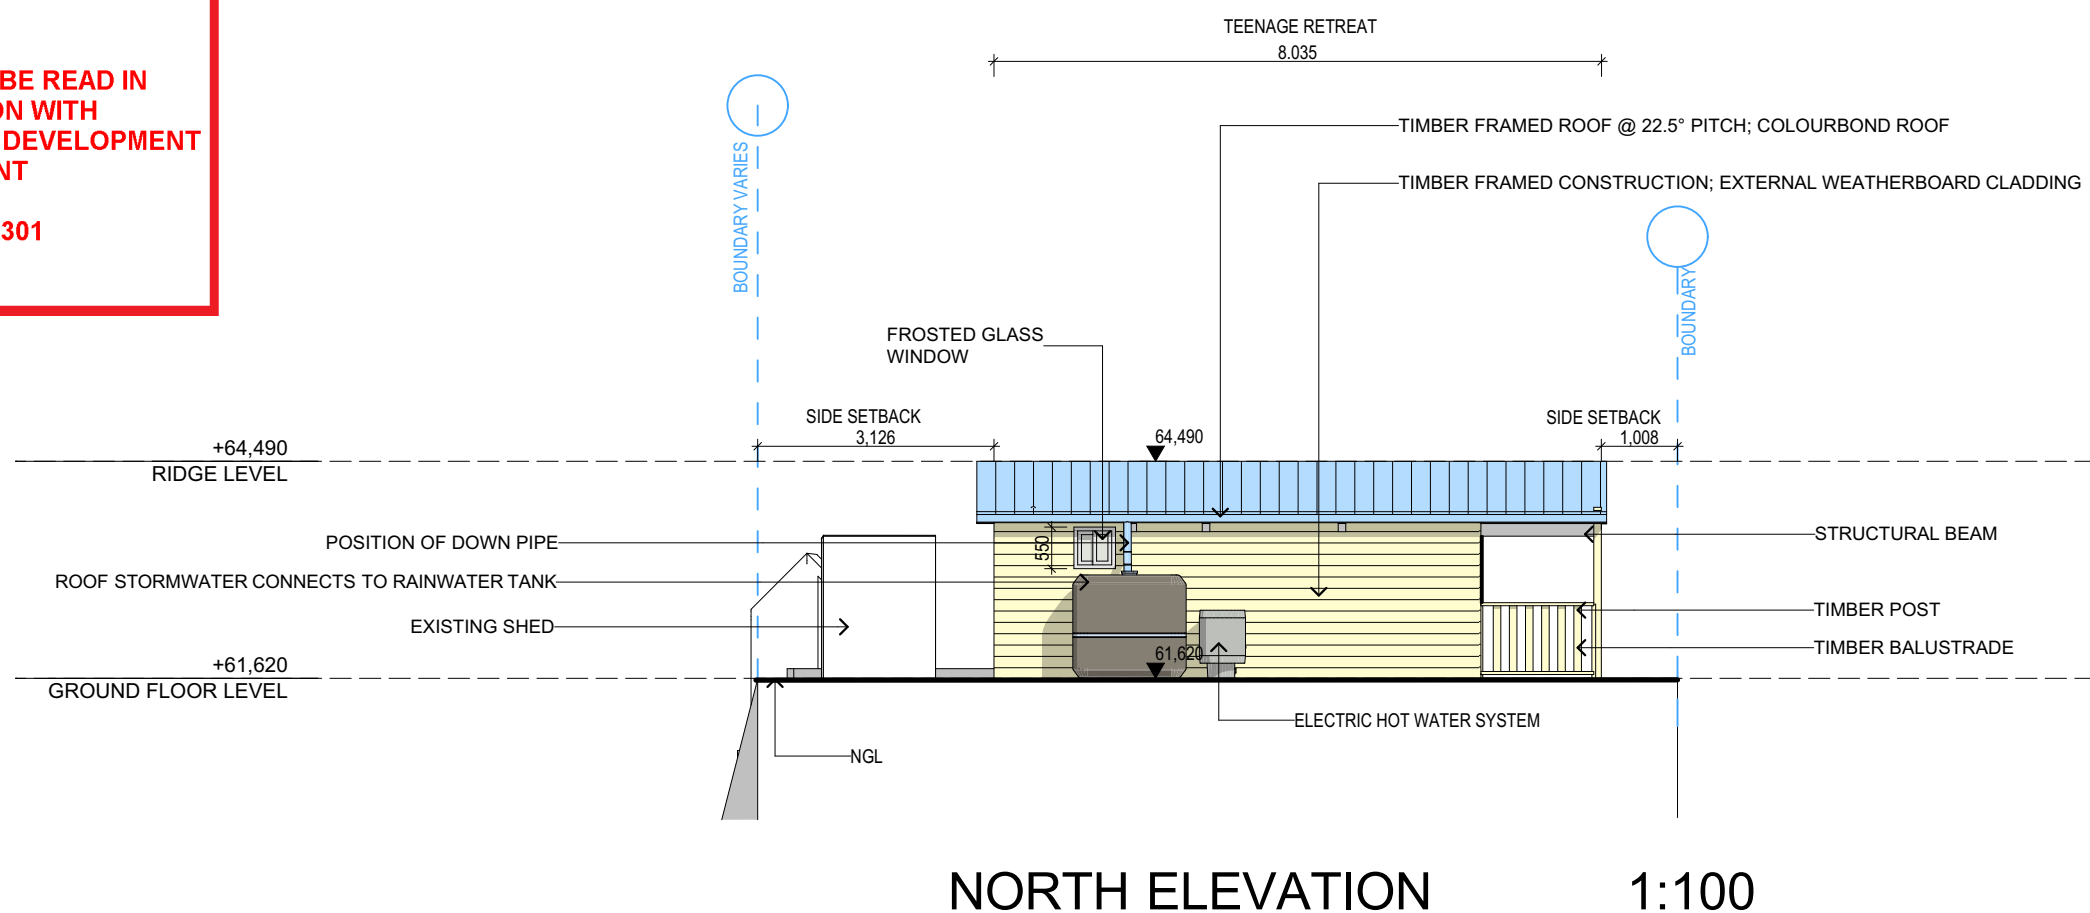 BE READ IN
ON WITH
DEVELOPMENT
NT
301
TEENAGE RETREAT
8.035
TIMBER FRAMED ROOF @ 22.5° PITCH; COLOURBOND ROOF
TIMBER FRAMED CONSTRUCTION; EXTERNAL WEATHERBOARD CLADDING
BOUNDARY VARIES
BOUNDARY
FROSTED GLASS
WINDOW
SIDE SETBACK
3,126
64,490
SIDE SETBACK
1,008
+64,490
RIDGE LEVEL
550
POSITION OF DOWN PIPE
ROOF STORMWATER CONNECTS TO RAINWATER TANK
EXISTING SHED
STRUCTURAL BEAM
TIMBER POST
TIMBER BALUSTRADE
+61,620
GROUND FLOOR LEVEL
61,620
ELECTRIC HOT WATER SYSTEM
NGL
NORTH ELEVATION 1:100